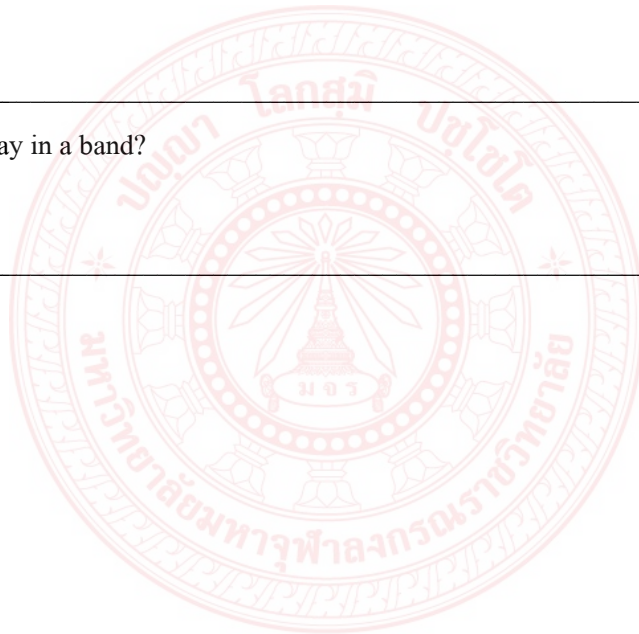 ปญฺญา โลกสฺมิ ปชฺโชโต
ay in a band?
มจร
มหาวิทยาลัยมหาจุฬาลงกรณราชวิทยาลัย